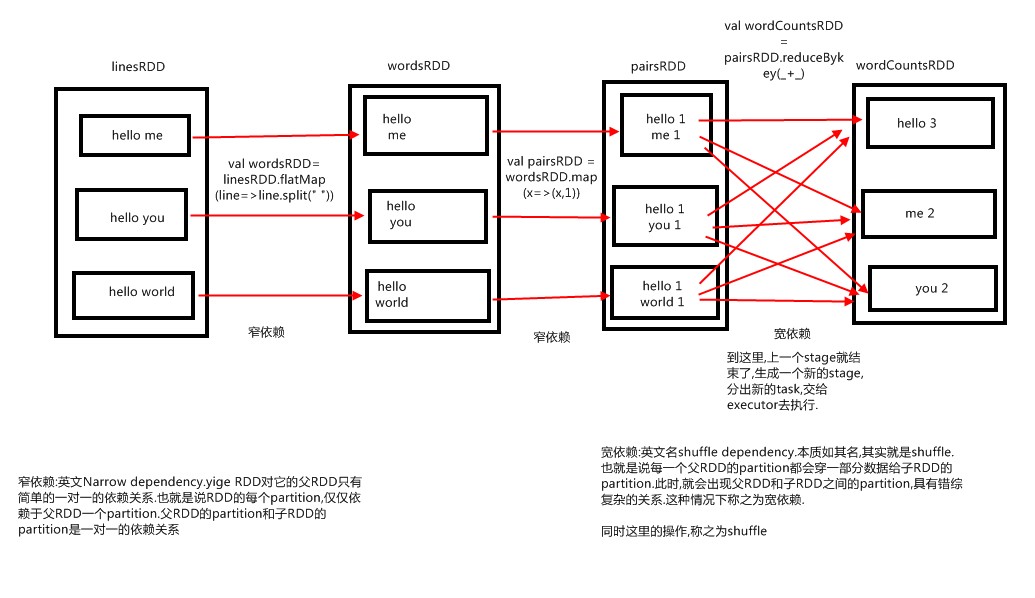 linesRDD
wordsRDD
pairsRDD
val wordCountsRDD
=
pairsRDD.reduceByk
ey(_+_)
wordCountsRDD
hello me
hello you
hello world
val wordsRDD=
linesRDD.flatMap
(line=>line.split(" "))
窄依赖
hello
me
hello
you
hello
world
val pairsRDD =
wordsRDD.map
(x=>(x,1))
窄依赖
hello 1
me 1
hello 1
you 1
hello 1
world 1
宽依赖
到这里,上一个stage就结
束了,生成一个新的stage,
分出新的task,交给
executor去执行.
hello 3
me 2
you 2
窄依赖:英文Narrow dependency.yige RDD对它的父RDD只有
简单的一对一的依赖关系.也就是说RDD的每个partition,仅仅依
赖于父RDD一个partition.父RDD的partition和子RDD的
partition是一对一的依赖关系
宽依赖:英文名shuffle dependency.本质如其名,其实就是shuffle.
也就是说每一个父RDD的partition都会穿一部分数据给子RDD的
partition.此时,就会出现父RDD和子RDD之间的partition,具有错综
复杂的关系.这种情况下称之为宽依赖.
同时这里的操作,称之为shuffle